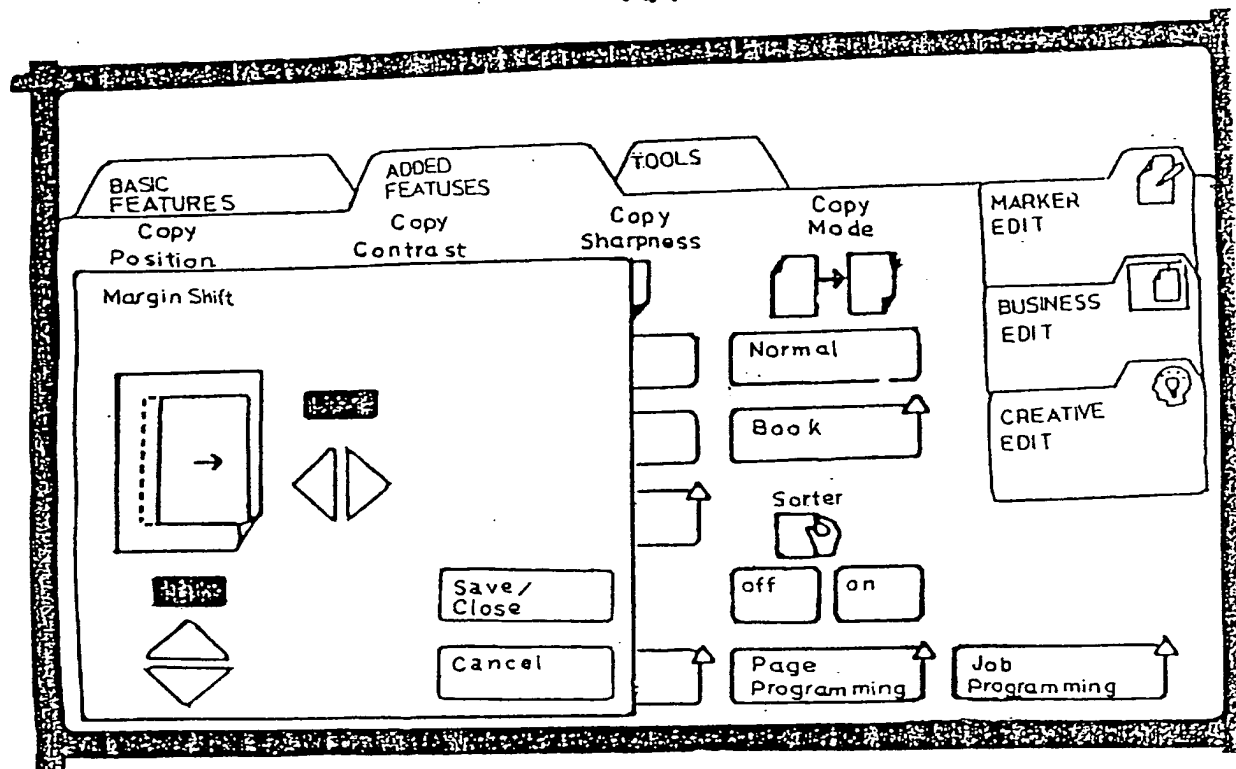 BASIC
FEATURES
ADDED
FEATUSES
TOOLS
MARKER
EDIT
BUSINESS
EDIT
CREATIVE
EDIT
Copy
Position
Copy
Contrast
Copy
Sharpness
Copy
Mode
Margin Shift
Normal
Book
Sorter
off
on
Save/
Close
Cancel
Page
Programming
Job
Programming